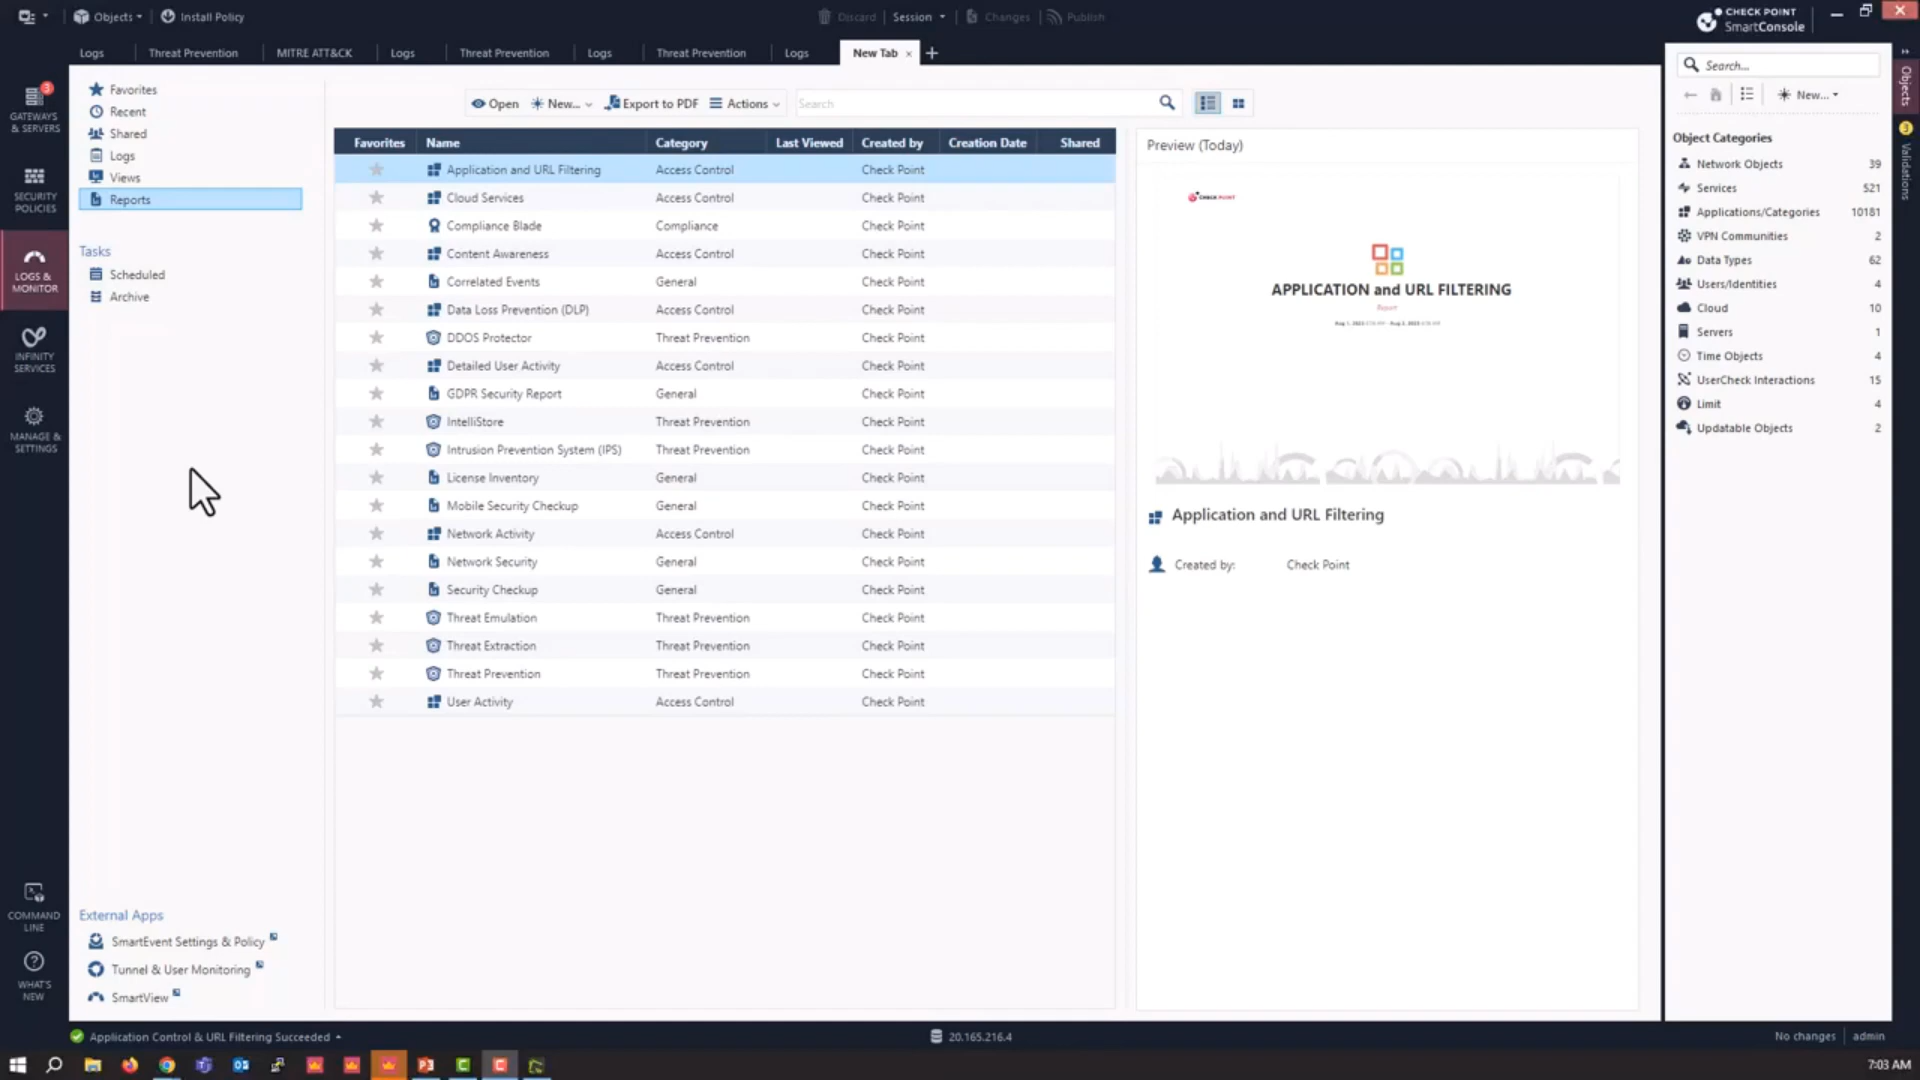 Objects
Install Policy
Discard
Session
Changes
Publish
CHECK POINT
SmartConsole
Logs
Threat Prevention
MITRE ATT&CK
Logs
Threat Prevention
Logs
Threat Prevention
Logs
New Tab
3
GATEWAYS
& SERVERS
SECURITY
POLICIES
LOGS &
MONITOR
INFINITY
SERVICES
MANAGE &
SETTINGS
COMMAND
LINE
WHAT'S
NEW
Favorites
Recent
Shared
Logs
Views
Reports
Tasks
Scheduled
Archive
External Apps
SmartEvent Settings & Policy
Tunnel & User Monitoring
SmartView
Open
New...
Export to PDF
Actions
Search
Favorites Name Category Last Viewed Created by Creation Date Shared
Application and URL Filtering Access Control Check Point
Cloud Services Access Control Check Point
Compliance Blade Compliance Check Point
Content Awareness Access Control Check Point
Correlated Events General Check Point
Data Loss Prevention (DLP) Access Control Check Point
DDOS Protector Threat Prevention Check Point
Detailed User Activity Access Control Check Point
GDPR Security Report General Check Point
IntelliStore Threat Prevention Check Point
Intrusion Prevention System (IPS) Threat Prevention Check Point
License Inventory General Check Point
Mobile Security Checkup General Check Point
Network Activity Access Control Check Point
Network Security General Check Point
Security Checkup General Check Point
Threat Emulation Threat Prevention Check Point
Threat Extraction Threat Prevention Check Point
Threat Prevention Threat Prevention Check Point
User Activity Access Control Check Point
Preview (Today)
CHECK POINT
APPLICATION and URL FILTERING
Report
Application and URL Filtering
Created by: Check Point
Search...
New...
Object Categories
Network Objects 39
Services 521
Applications/Categories 10181
VPN Communities 2
Data Types 62
Users/Identities 4
Cloud 10
Servers 1
Time Objects 4
UserCheck Interactions 15
Limit 4
Updatable Objects 2
Objects
Validations
Application Control & URL Filtering Succeeded
20.165.216.4
No changes
admin
7:03 AM